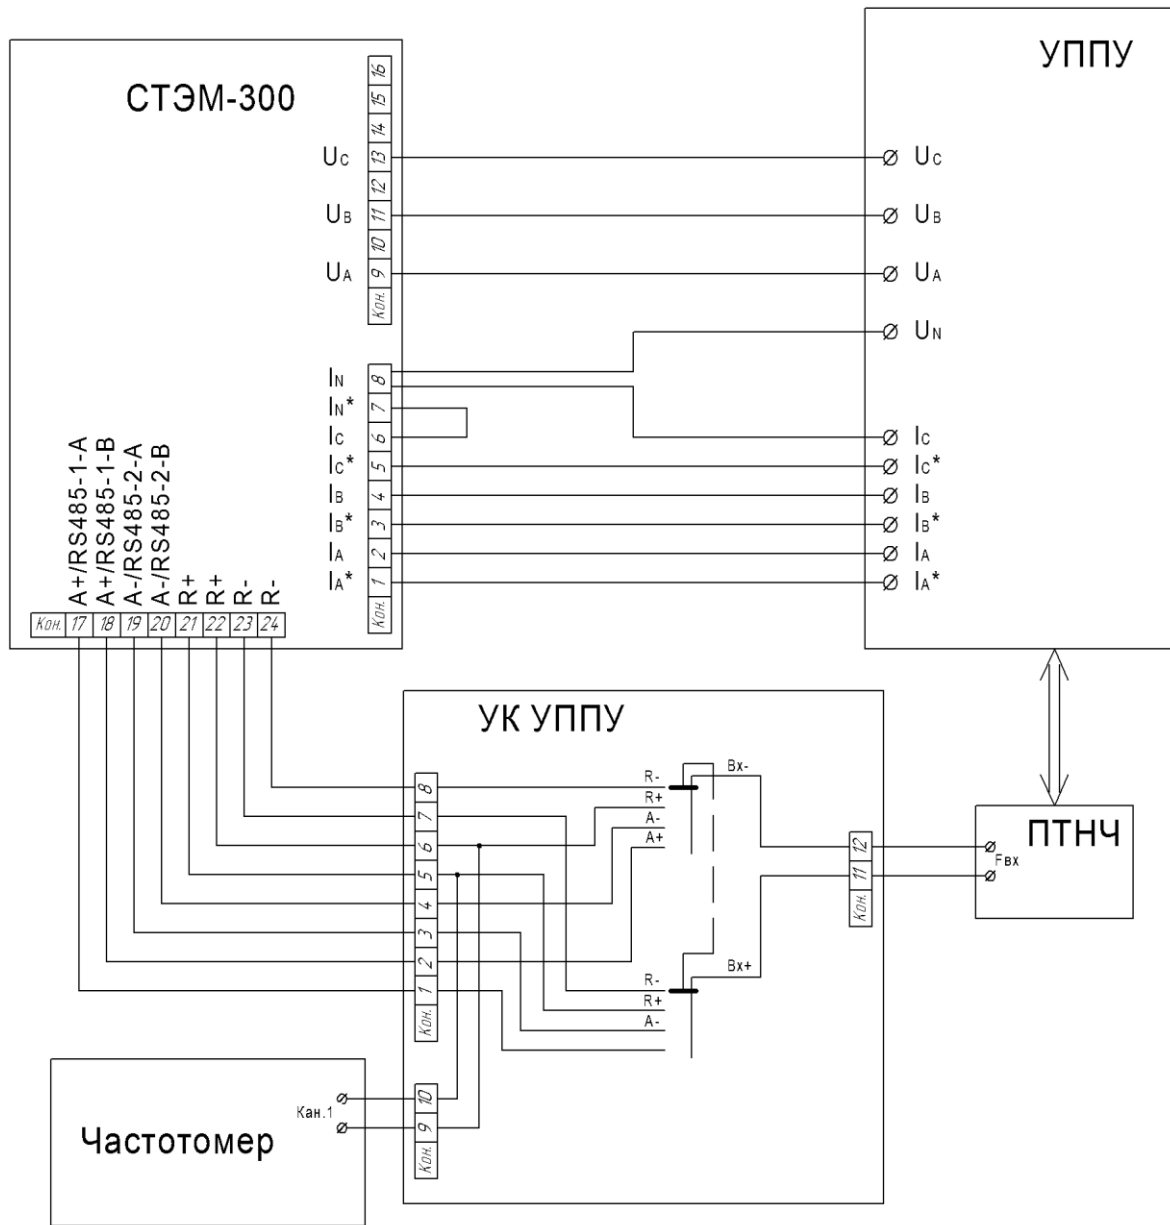 СТЭМ-300
УППУ
16
15
14
UC 13
12
UB 11
10
UA 9
Кон.
UC
UB
UA
UN
IN 8
IN* 7
IC 6
IC* 5
IB 4
IB* 3
IA 2
IA* 1
Кон.
IC
IC*
IB
IB*
IA
IA*
A+/RS485-1-A
A+/RS485-1-B
A-/RS485-2-A
A-/RS485-2-B
R+
R+
R-
R-
Кон. 17 18 19 20 21 22 23 24
УК УППУ
8
7
6
5
4
3
2
1
Кон.
R-
R+
A-
A+
Вх-
R-
R+
A-
Вх+
12
11
Кон.
ПТНЧ
Fвх
10
9
Кон.
Кан.1
Частотомер